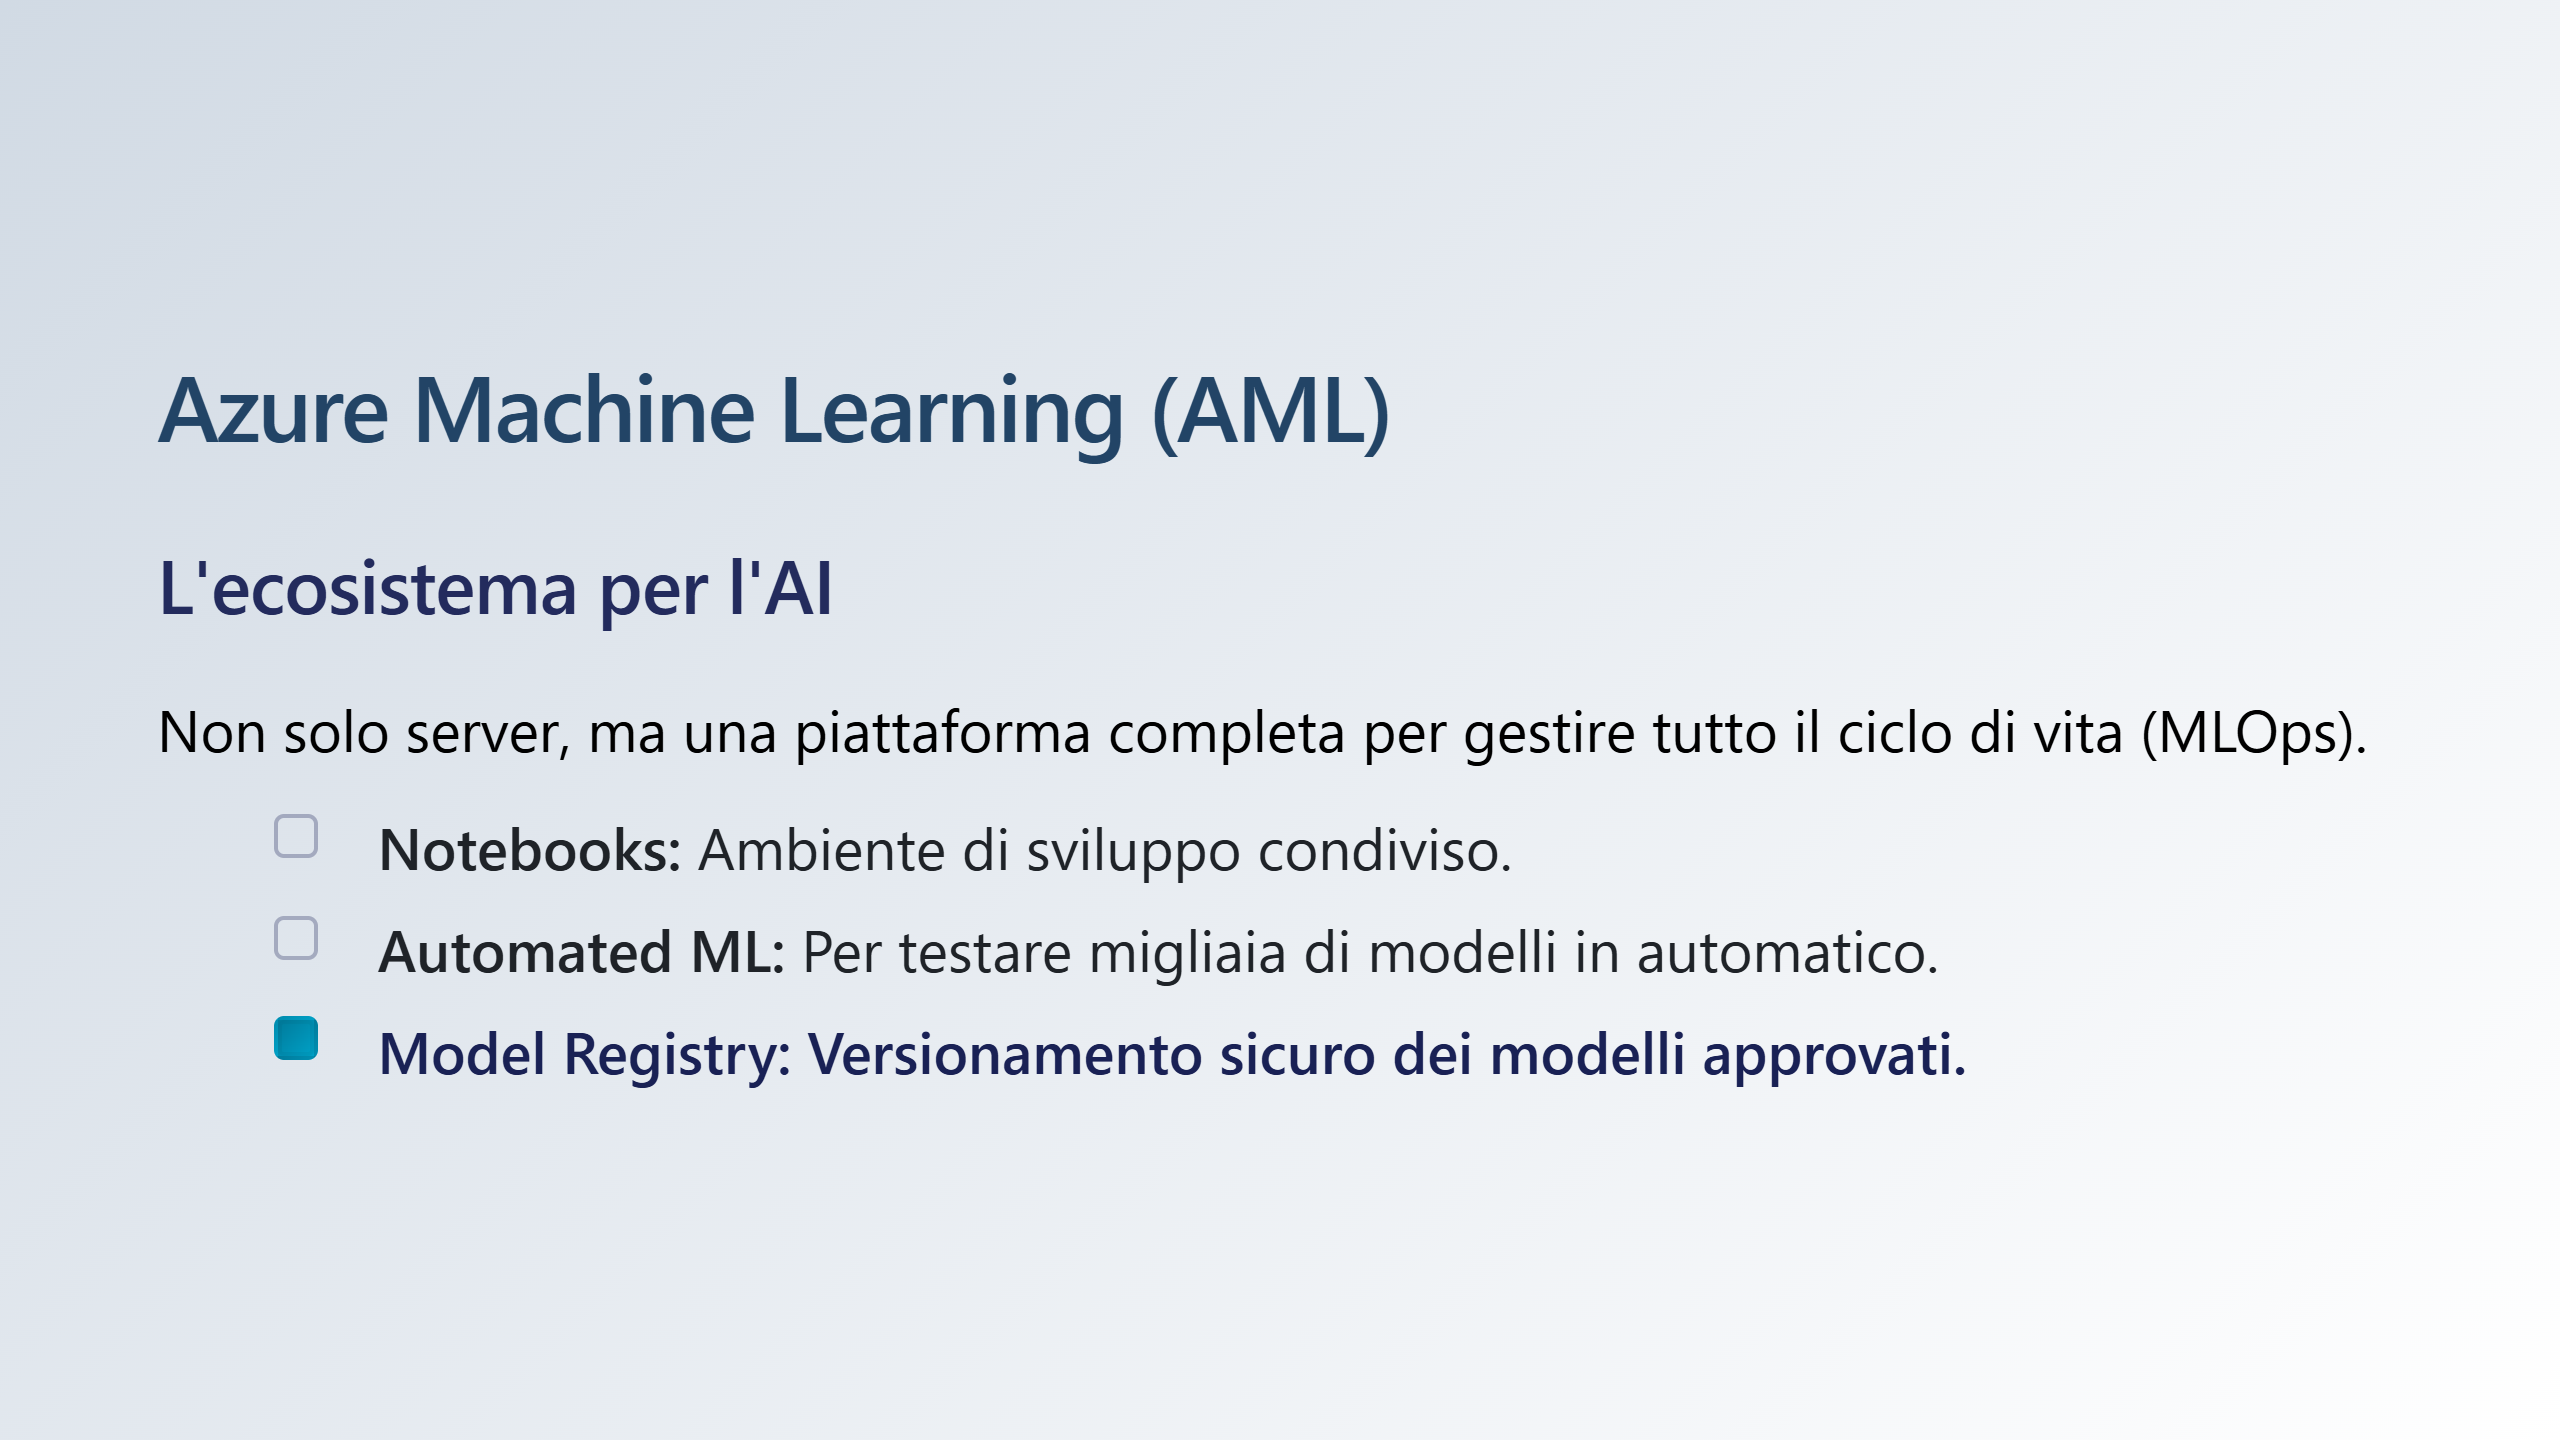 Azure Machine Learning (AML)
L'ecosistema per l'AI
Non solo server, ma una piattaforma completa per gestire tutto il ciclo di vita (MLOps).
Notebooks: Ambiente di sviluppo condiviso.
Automated ML: Per testare migliaia di modelli in automatico.
Model Registry: Versionamento sicuro dei modelli approvati.